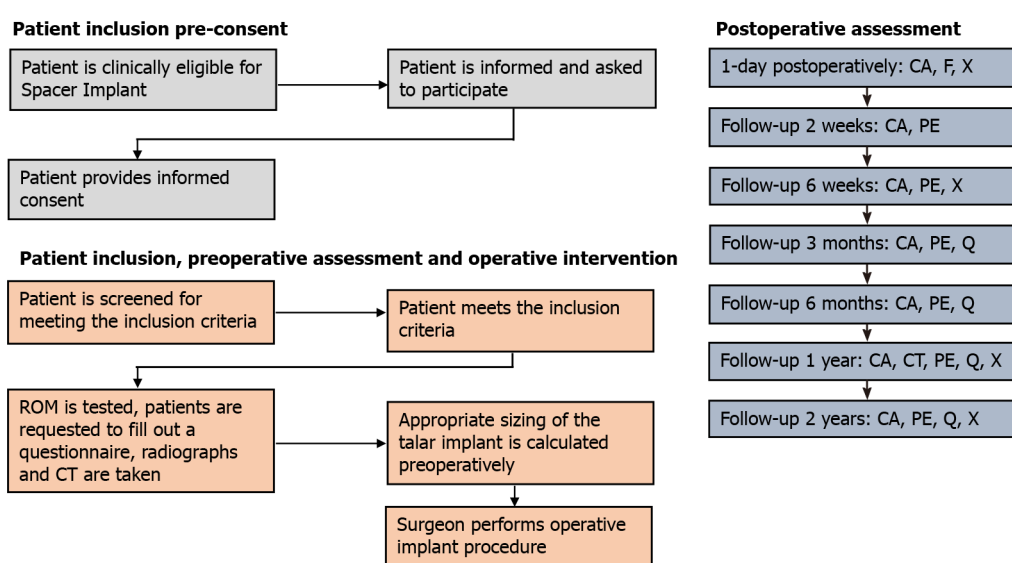 Patient inclusion pre-consent
Patient is clinically eligible for
Spacer Implant
Patient is informed and asked
to participate
Patient provides informed
consent
Patient inclusion, preoperative assessment and operative intervention
Patient is screened for
meeting the inclusion criteria
Patient meets the inclusion
criteria
ROM is tested, patients are
requested to fill out a
questionnaire, radiographs
and CT are taken
Appropriate sizing of the
talar implant is calculated
preoperatively
Surgeon performs operative
implant procedure
Postoperative assessment
1-day postoperatively: CA, F, X
Follow-up 2 weeks: CA, PE
Follow-up 6 weeks: CA, PE, X
Follow-up 3 months: CA, PE, Q
Follow-up 6 months: CA, PE, Q
Follow-up 1 year: CA, CT, PE, Q, X
Follow-up 2 years: CA, PE, Q, X